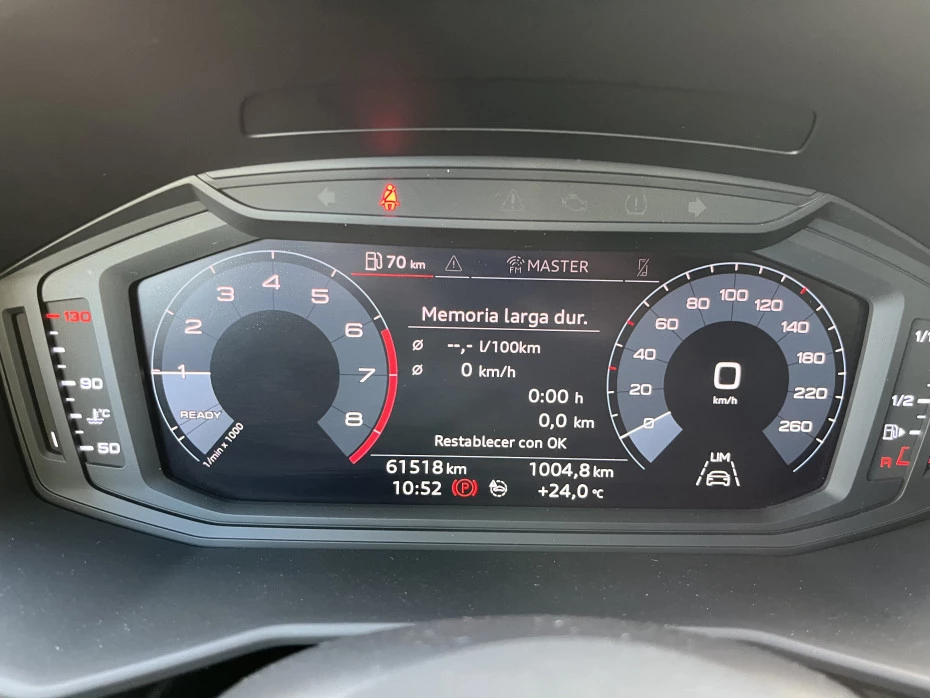 70 km
FM MASTER
Memoria larga dur.
ø --,- l/100km
ø 0 km/h
0:00 h
0,0 km
Restablecer con OK
61518 km 1004,8 km
10:52 P +24,0 °C
READY 1 2 3 4 5 6 7 8
1/min x 1000
0 20 40 60 80 100 120 140 180 220 260
0
km/h
LIM
130
90
°C
50
1/1
1/2
R